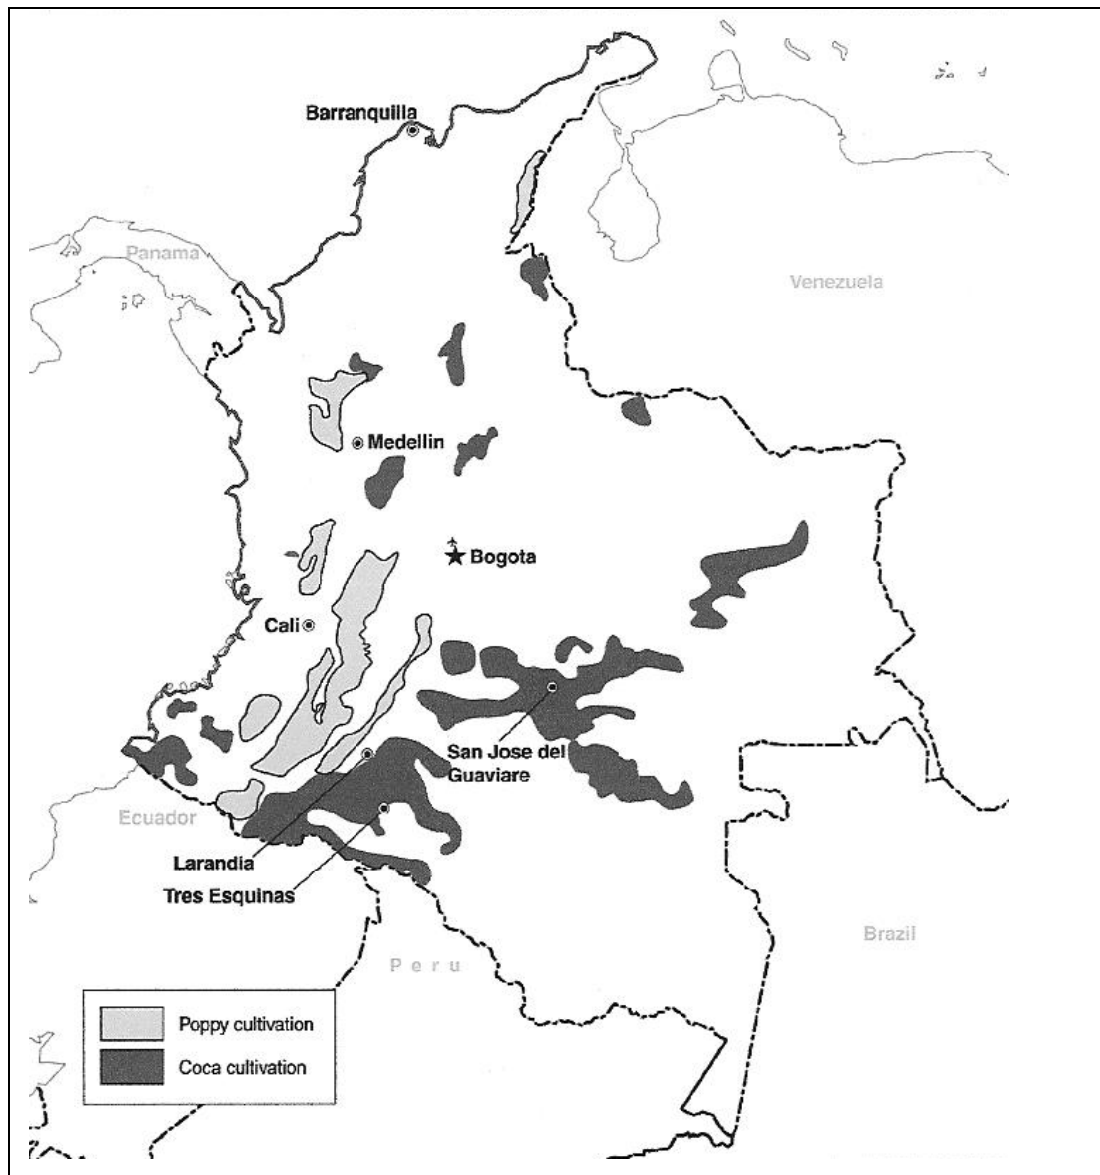 Barranquilla
Panama
Venezuela
Medellin
Bogota
Cali
San Jose del
Guaviare
Ecuador
Larandia
Tres Esquinas
Brazil
Peru
Poppy cultivation
Coca cultivation